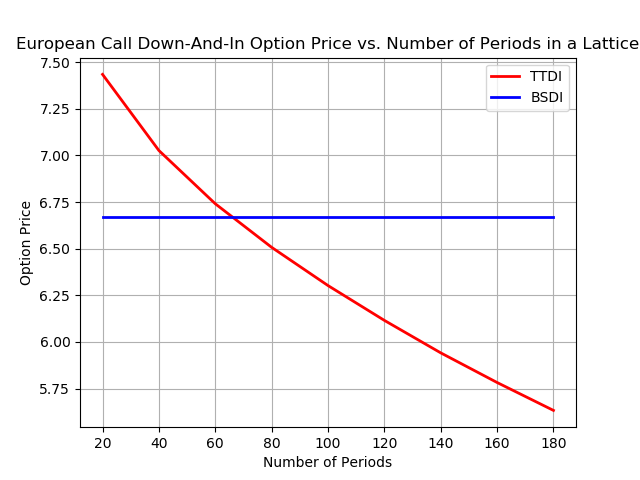 European Call Down-And-In Option Price vs. Number of Periods in a Lattice
7.50
7.25
7.00
6.75
6.50
6.25
6.00
5.75
Option Price
TTDI
BSDI
20 40 60 80 100 120 140 160 180
Number of Periods